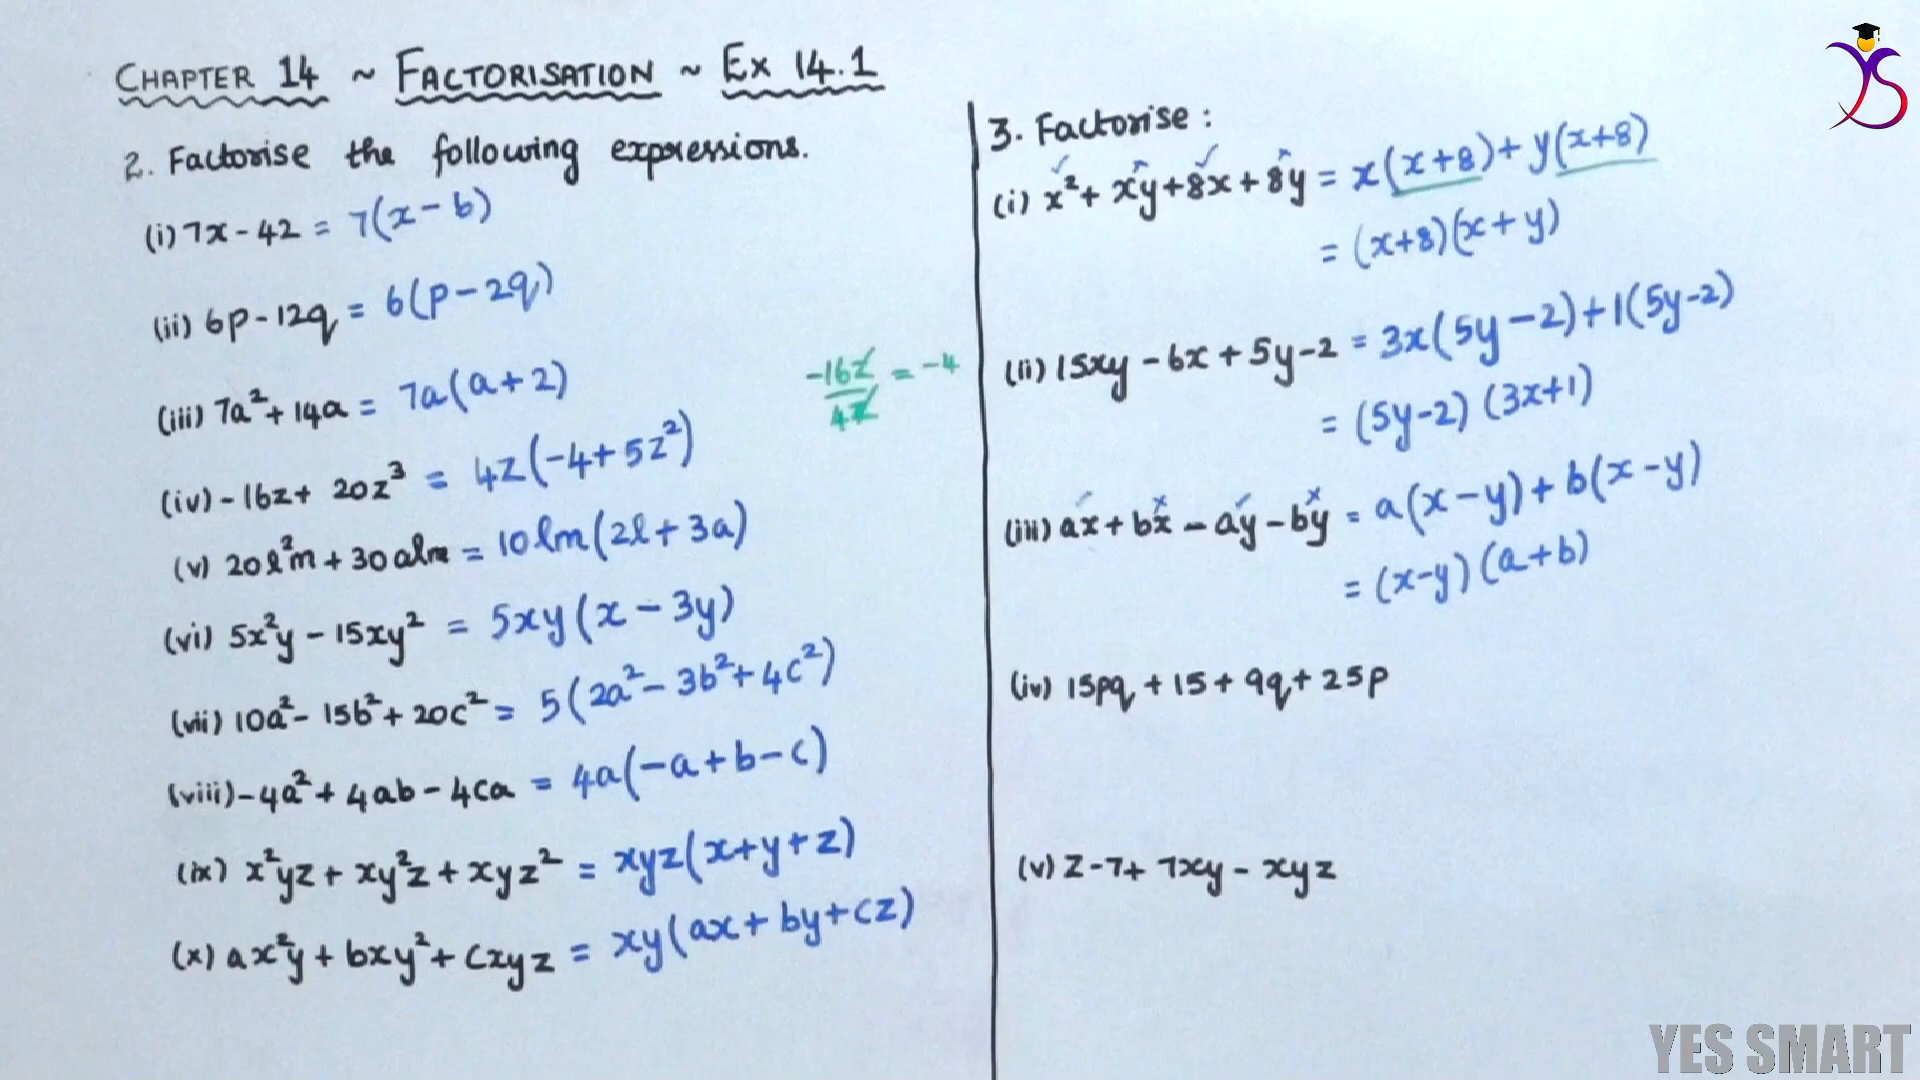 CHAPTER 14 ~ FACTORISATION ~ EX 14.1
2. Factorise the following expressions.
(i) 7x - 42 = 7(x - 6)
(ii) 6p - 12q = 6(p - 2q)
(iii) 7a² + 14a = 7a(a + 2)
-16z/4z = -4
(iv) - 16z + 20z³ = 4z(-4 + 5z²)
(v) 20l²m + 30alm = 10lm(2l + 3a)
(vi) 5x²y - 15xy² = 5xy(x - 3y)
(vii) 10a² - 15b² + 20c² = 5(2a² - 3b² + 4c²)
(viii) - 4a² + 4ab - 4ca = 4a(-a + b - c)
(ix) x²yz + xy²z + xyz² = xyz(x + y + z)
(x) ax²y + bxy² + cxyz = xy(ax + by + cz)
3. Factorise :
(i) x² + xy + 8x + 8y = x(x + 8) + y(x + 8)
= (x + 8)(x + y)
(ii) 15xy - 6x + 5y - 2 = 3x(5y - 2) + 1(5y - 2)
= (5y - 2) (3x + 1)
(iii) ax + bx - ay - by = a(x - y) + b(x - y)
= (x - y) (a + b)
(iv) 15pq + 15 + 9q + 25p
(v) z - 7 + 7xy - xyz
YS
YES SMART